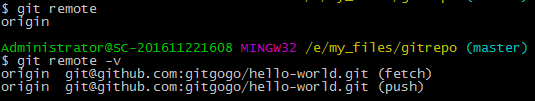 $ git remote
origin
Administrator@SC-201611221608 MINGW32 /e/my_files/gitrepo (master)
$ git remote -v
origin  git@github.com:gitgogo/hello-world.git (fetch)
origin  git@github.com:gitgogo/hello-world.git (push)